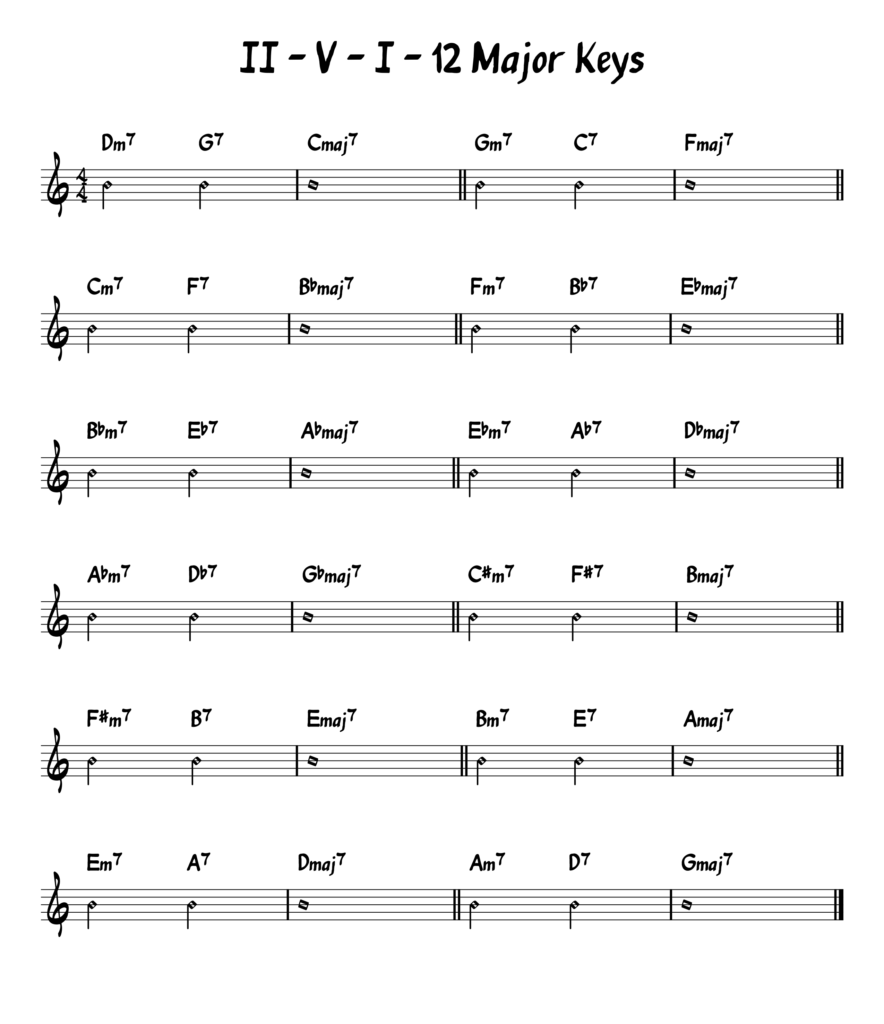 II - V - I - 12 Major Keys
Dm7 G7 Cmaj7 Gm7 C7 Fmaj7
4
4
Cm7 F7 B♭maj7 Fm7 B♭7 E♭maj7
B♭m7 E♭7 A♭maj7 E♭m7 A♭7 D♭maj7
A♭m7 D♭7 G♭maj7 C#m7 F#7 Bmaj7
F#m7 B7 Emaj7 Bm7 E7 Amaj7
Em7 A7 Dmaj7 Am7 D7 Gmaj7